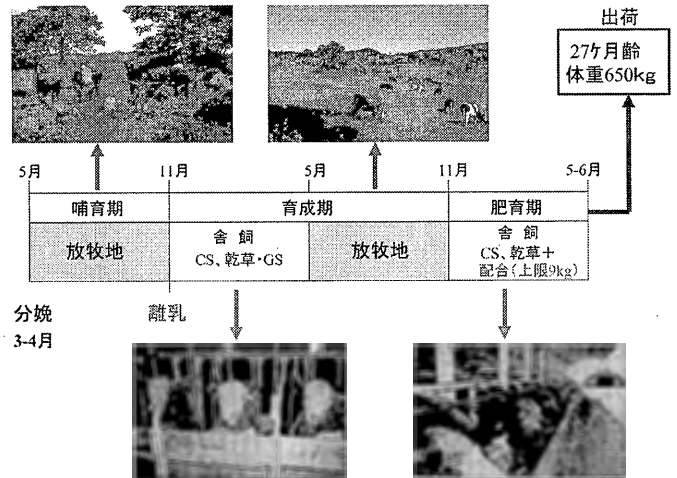 出荷
27ケ月齢
体重650kg
5月
11月
5月
11月
5-6月
哺育期
育成期
肥育期
放牧地
舎 飼
CS、乾草・GS
放牧地
舎 飼
CS、乾草＋
配合(上限9kg)
分娩
3-4月
離乳